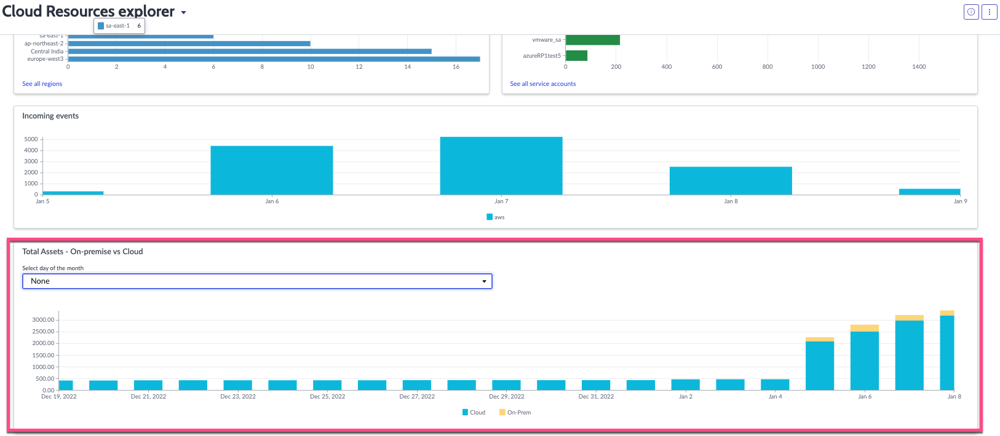 Cloud Resources explorer
sa-east-1 6
sa-east-1
ap-northeast-2
Central India
europe-west3
0 2 4 6 8 10 12 14 16
See all regions
vmware_sa
azureRP1test5
0 200 400 600 800 1000 1200 1400
See all service accounts
Incoming events
5000
4000
3000
2000
1000
0
Jan 5 Jan 6 Jan 7 Jan 8 Jan 9
aws
Total Assets - On-premise vs Cloud
Select day of the month
None
3000.00
2500.00
2000.00
1500.00
1000.00
500.00
0.00
Dec 19, 2022 Dec 21, 2022 Dec 23, 2022 Dec 25, 2022 Dec 27, 2022 Dec 29, 2022 Dec 31, 2022 Jan 2 Jan 4 Jan 6 Jan 8
Cloud On-Prem